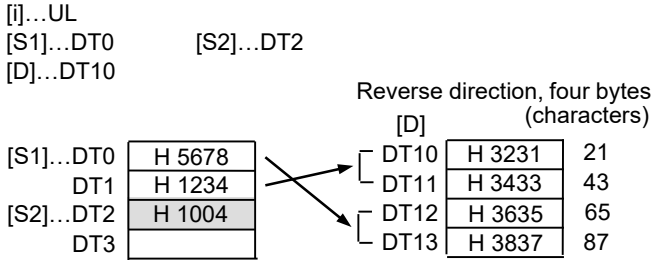 [i]…UL
[S1]…DT0 [S2]…DT2
[D]…DT10
Reverse direction, four bytes
(characters)
[D]
[S1]…DT0 H 5678 DT10 H 3231 21
DT1 H 1234 DT11 H 3433 43
[S2]…DT2 H 1004 DT12 H 3635 65
DT3 DT13 H 3837 87